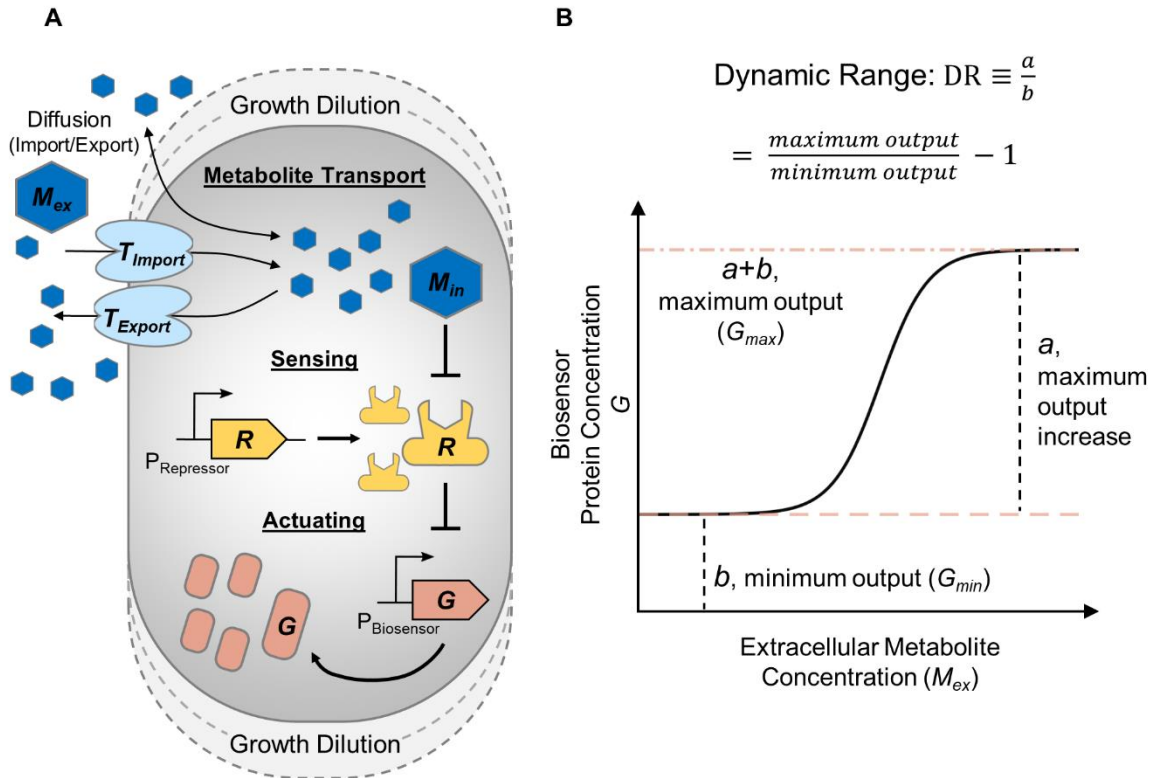 A
Growth Dilution
Diffusion
(Import/Export)
Metabolite Transport
M_ex
T_Import
M_in
T_Export
Sensing
R
P_Repressor
R
Actuating
G
P_Biosensor
G
Growth Dilution
B
Dynamic Range: DR ≡ a/b
= maximum output/minimum output − 1
a+b,
maximum output
(G_max)
a,
maximum
output
increase
b, minimum output (G_min)
Biosensor
Protein Concentration
G
Extracellular Metabolite
Concentration (M_ex)